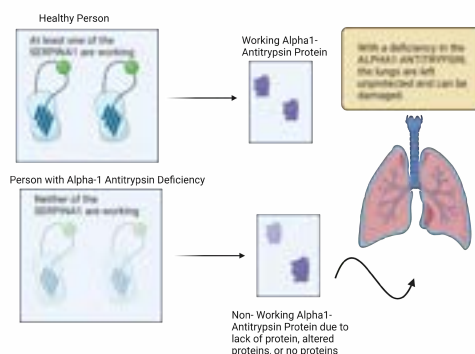 Healthy Person
At least one of the
SERPINA1 are working
Working Alpha1-
Antitrypsin Protein
With a deficiency in the
ALPHA1 ANTITRYPSIN,
the lungs are left
unprotected and can be
damaged
Person with Alpha-1 Antitrypsin Deficiency
Neither of the
SERPINA1 are working
Non- Working Alpha1-
Antitrypsin Protein due to
lack of protein, altered
proteins, or no proteins